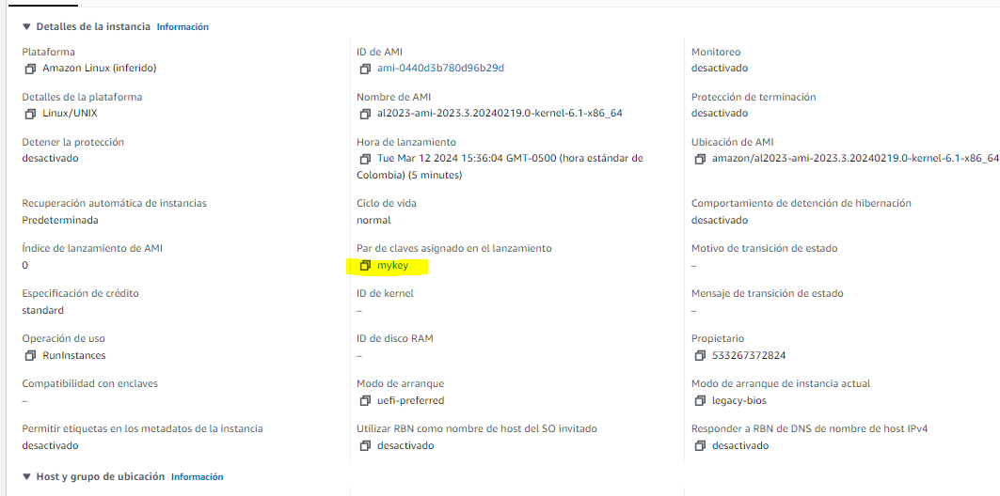 Detalles de la instancia Información
Plataforma
Amazon Linux (inferido)
ID de AMI
ami-0440d3b780d96b29d
Monitoreo
desactivado
Detalles de la plataforma
Linux/UNIX
Nombre de AMI
al2023-ami-2023.3.20240219.0-kernel-6.1-x86_64
Protección de terminación
desactivado
Detener la protección
desactivado
Hora de lanzamiento
Tue Mar 12 2024 15:36:04 GMT-0500 (hora estándar de
Colombia) (5 minutes)
Ubicación de AMI
amazon/al2023-ami-2023.3.20240219.0-kernel-6.1-x86_64
Recuperación automática de instancias
Predeterminada
Ciclo de vida
normal
Comportamiento de detención de hibernación
desactivado
Índice de lanzamiento de AMI
0
Par de claves asignado en el lanzamiento
mykey
Motivo de transición de estado
–
Especificación de crédito
standard
ID de kernel
–
Mensaje de transición de estado
–
Operación de uso
RunInstances
ID de disco RAM
–
Propietario
533267372824
Compatibilidad con enclaves
–
Modo de arranque
uefi-preferred
Modo de arranque de instancia actual
legacy-bios
Permitir etiquetas en los metadatos de la instancia
desactivado
Utilizar RBN como nombre de host del SO invitado
desactivado
Responder a RBN de DNS de nombre de host IPv4
desactivado
Host y grupo de ubicación Información